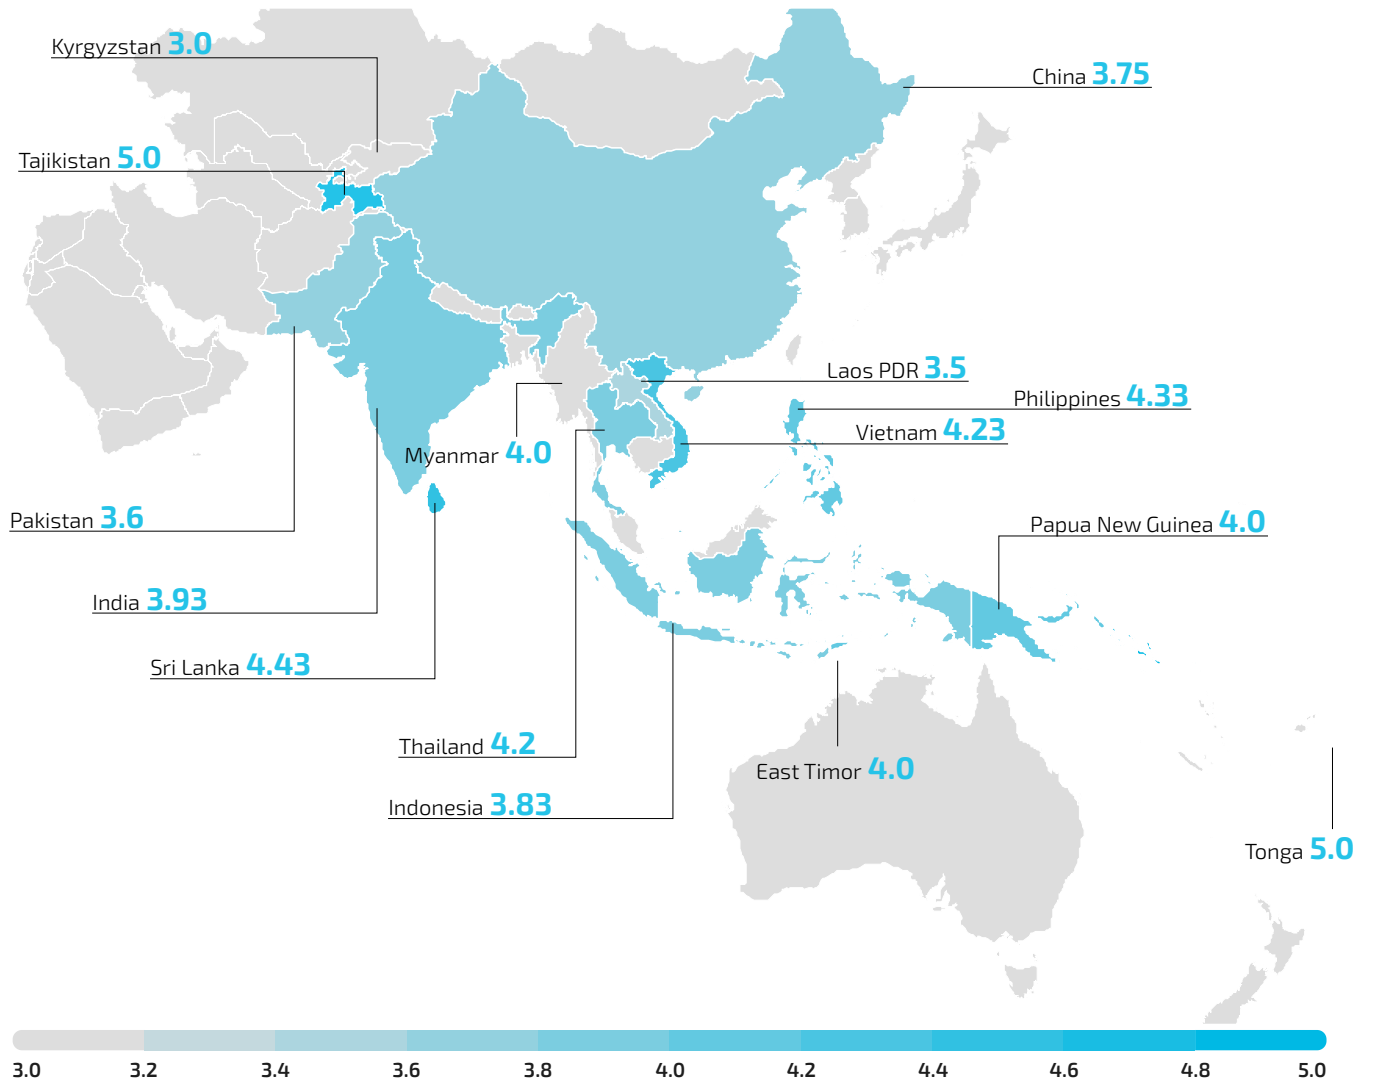 Kyrgyzstan 3.0
China 3.75
Tajikistan 5.0
Laos PDR 3.5
Philippines 4.33
Vietnam 4.23
Myanmar 4.0
Pakistan 3.6
Papua New Guinea 4.0
India 3.93
Sri Lanka 4.43
Thailand 4.2
East Timor 4.0
Indonesia 3.83
Tonga 5.0
3.0 3.2 3.4 3.6 3.8 4.0 4.2 4.4 4.6 4.8 5.0